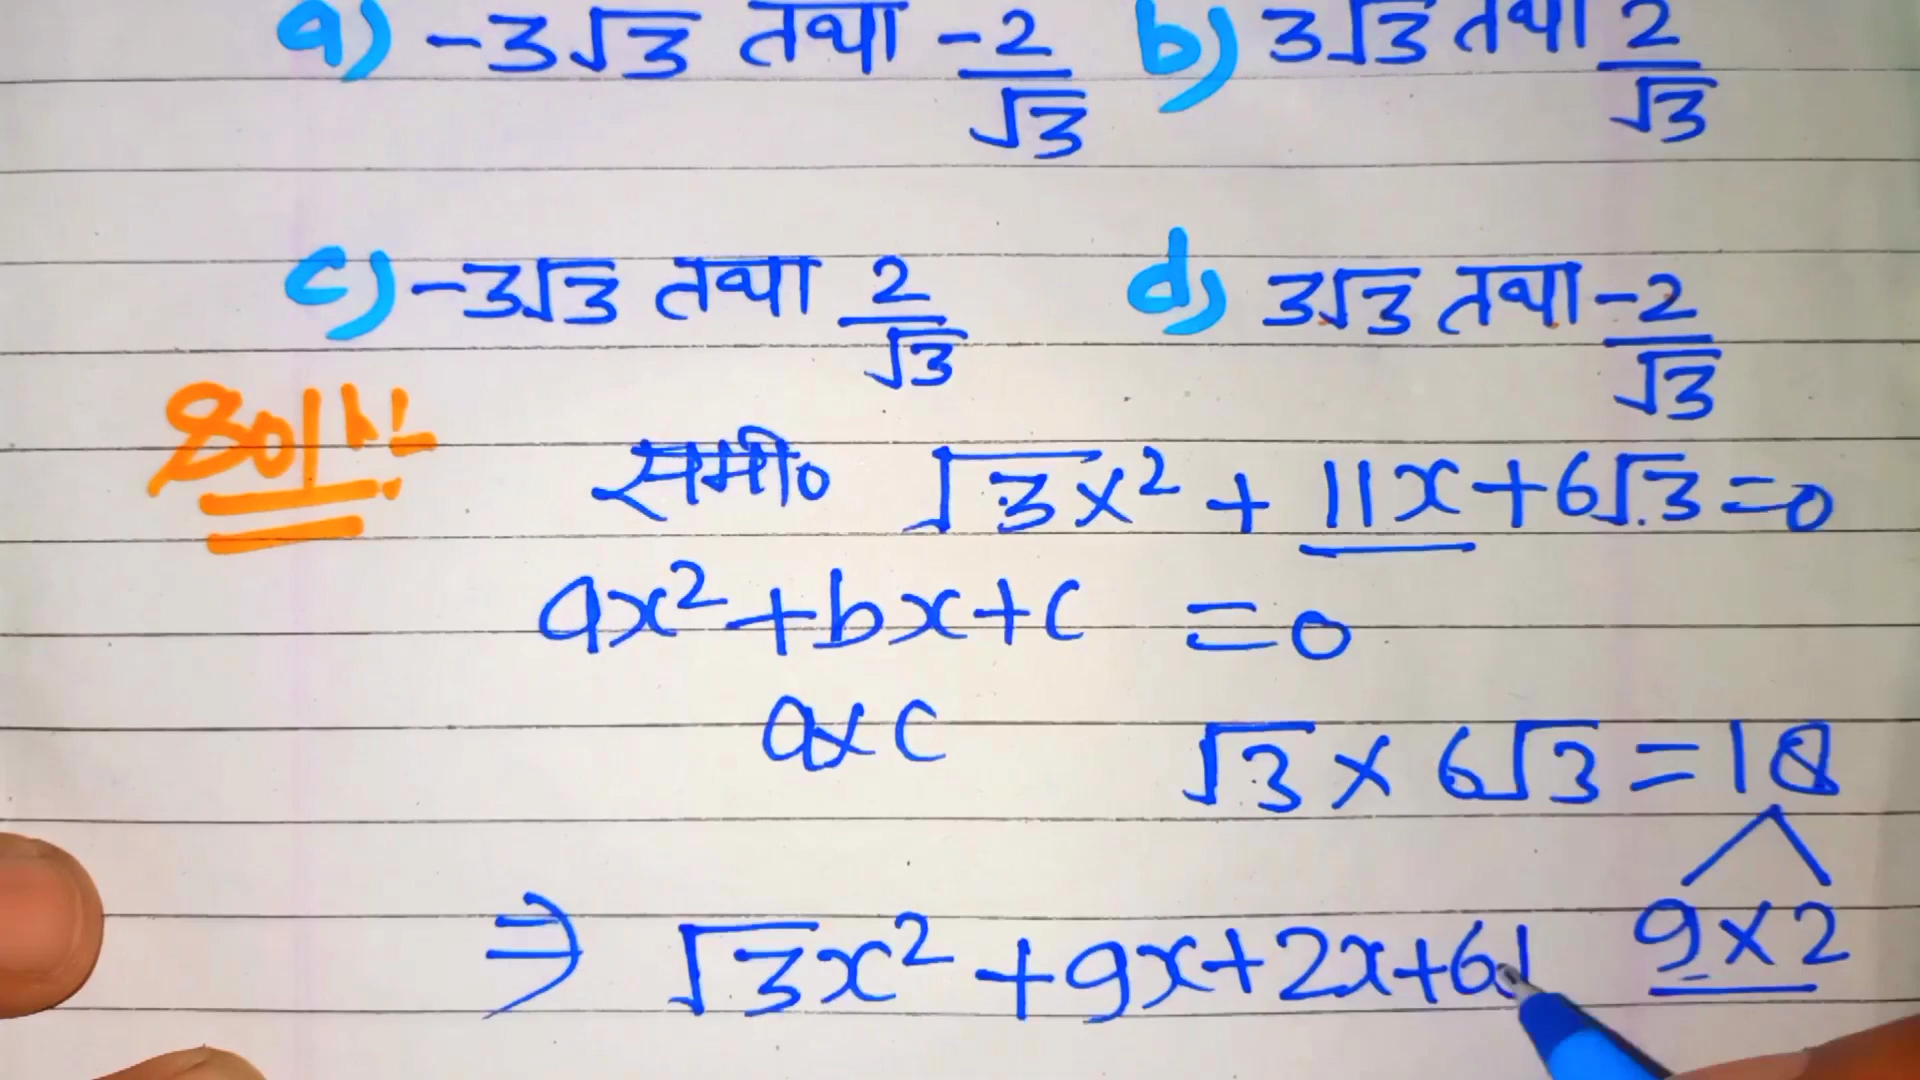 a) -3√3 तथा -2/√3 b) 3√3 तथा 2/√3
c) -3√3 तथा 2/√3 d) 3√3 तथा -2/√3
Sol:-
समी० √3x² + 11x + 6√3 = 0
ax² + bx + c = 0
a×c √3 × 6√3 = 18
9 × 2
⇒ √3x² + 9x + 2x + 6